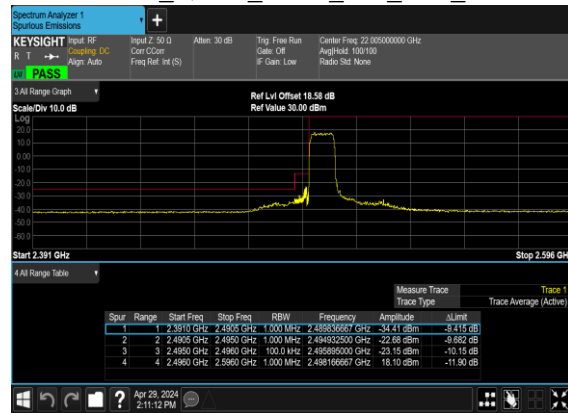 Spectrum Analyzer 1
Spurious Emissions
KEYSIGHT Input: RF Input Z: 50 Ω Atten: 30 dB Trig: Free Run Center Freq: 22.005000000 GHz
R T Coupling: DC Corr CCorr Gate: Off Avg|Hold: 100/100
Align: Auto Freq Ref: Int (S) IF Gain: Low Radio Std: None
PASS
3 All Range Graph Ref Lvl Offset 18.58 dB
Scale/Div 10.0 dB Ref Value 30.00 dBm
Log
20.0
10.0
0.00
-10.0
-20.0
-30.0
-40.0
-50.0
-60.0
Start 2.391 GHz Stop 2.596 GH
4 All Range Table
Measure Trace Trace 1
Trace Type Trace Average (Active)
Spur Range Start Freq Stop Freq RBW Frequency Amplitude ΔLimit
1 1 2.3910 GHz 2.4905 GHz 1.000 MHz 2.489836667 GHz -34.41 dBm -9.415 dB
2 2 2.4905 GHz 2.4950 GHz 1.000 MHz 2.494932500 GHz -22.68 dBm -9.682 dB
3 3 2.4950 GHz 2.4960 GHz 100.0 kHz 2.495895000 GHz -23.15 dBm -10.15 dB
4 4 2.4960 GHz 2.5960 GHz 1.000 MHz 2.498166667 GHz 18.10 dBm -11.90 dB
Apr 29, 2024
2:11:12 PM